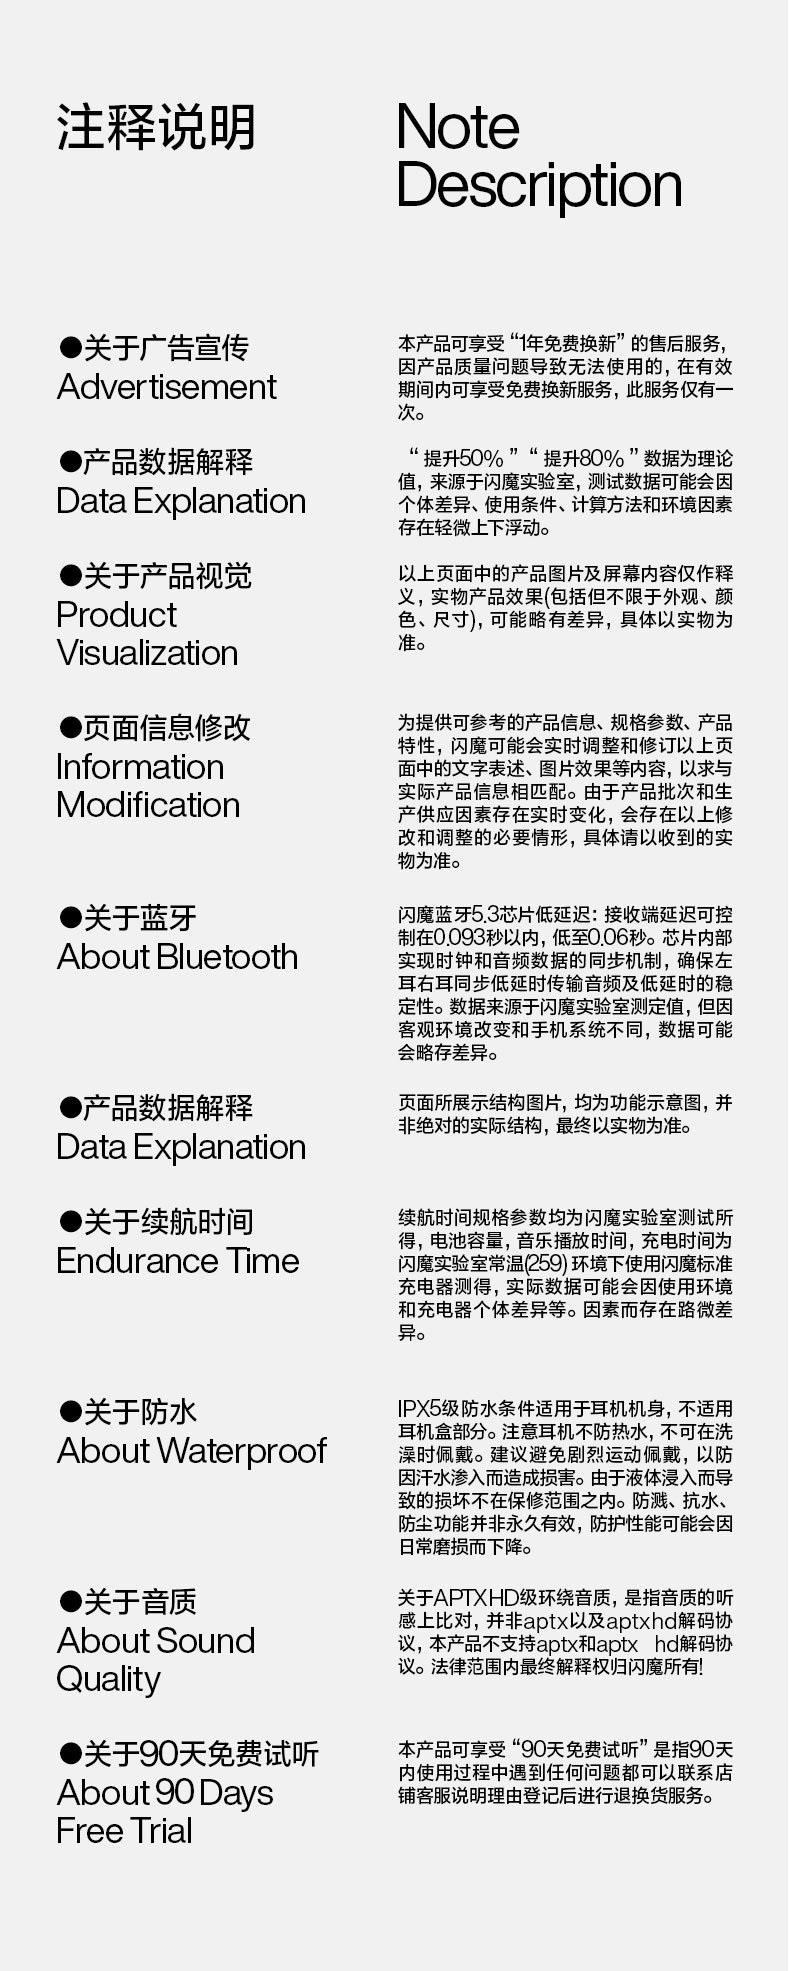 注释说明
Note
Description
●关于广告宣传
Advertisement
本产品可享受“1年免费换新”的售后服务，
因产品质量问题导致无法使用的，在有效
期间内可享受免费换新服务，此服务仅有一
次。
●产品数据解释
Data Explanation
“提升50%”“提升80%”数据为理论
值，来源于闪魔实验室，测试数据可能会因
个体差异、使用条件、计算方法和环境因素
存在轻微上下浮动。
●关于产品视觉
Product
Visualization
以上页面中的产品图片及屏幕内容仅作释
义，实物产品效果(包括但不限于外观、颜
色、尺寸)，可能略有差异，具体以实物为
准。
●页面信息修改
Information
Modification
为提供可参考的产品信息、规格参数、产品
特性，闪魔可能会实时调整和修订以上页
面中的文字表述、图片效果等内容，以求与
实际产品信息相匹配。由于产品批次和生
产供应因素存在实时变化，会存在以上修
改和调整的必要情形，具体请以收到的实
物为准。
●关于蓝牙
About Bluetooth
闪魔蓝牙5.3芯片低延迟：接收端延迟可控
制在0.093秒以内，低至0.06秒。芯片内部
实现时钟和音频数据的同步机制，确保左
耳右耳同步低延时传输音频及低延时的稳
定性。数据来源于闪魔实验室测定值，但因
客观环境改变和手机系统不同，数据可能
会略存差异。
●产品数据解释
Data Explanation
页面所展示结构图片，均为功能示意图，并
非绝对的实际结构，最终以实物为准。
●关于续航时间
Endurance Time
续航时间规格参数均为闪魔实验室测试所
得，电池容量，音乐播放时间，充电时间为
闪魔实验室常温(259)环境下使用闪魔标准
充电器测得，实际数据可能会因使用环境
和充电器个体差异等。因素而存在路微差
异。
●关于防水
About Waterproof
IPX5级防水条件适用于耳机机身，不适用
耳机盒部分。注意耳机不防热水，不可在洗
澡时佩戴。建议避免剧烈运动佩戴，以防
因汗水渗入而造成损害。由于液体浸入而导
致的损坏不在保修范围之内。防溅、抗水、
防尘功能并非永久有效，防护性能可能会因
日常磨损而下降。
●关于音质
About Sound
Quality
关于APTXHD级环绕音质，是指音质的听
感上比对，并非aptx以及aptxhd解码协
议，本产品不支持aptx和aptx hd解码协
议。法律范围内最终解释权归闪魔所有!
●关于90天免费试听
About 90 Days
Free Trial
本产品可享受“90天免费试听”是指90天
内使用过程中遇到任何问题都可以联系店
铺客服说明理由登记后进行退换货服务。